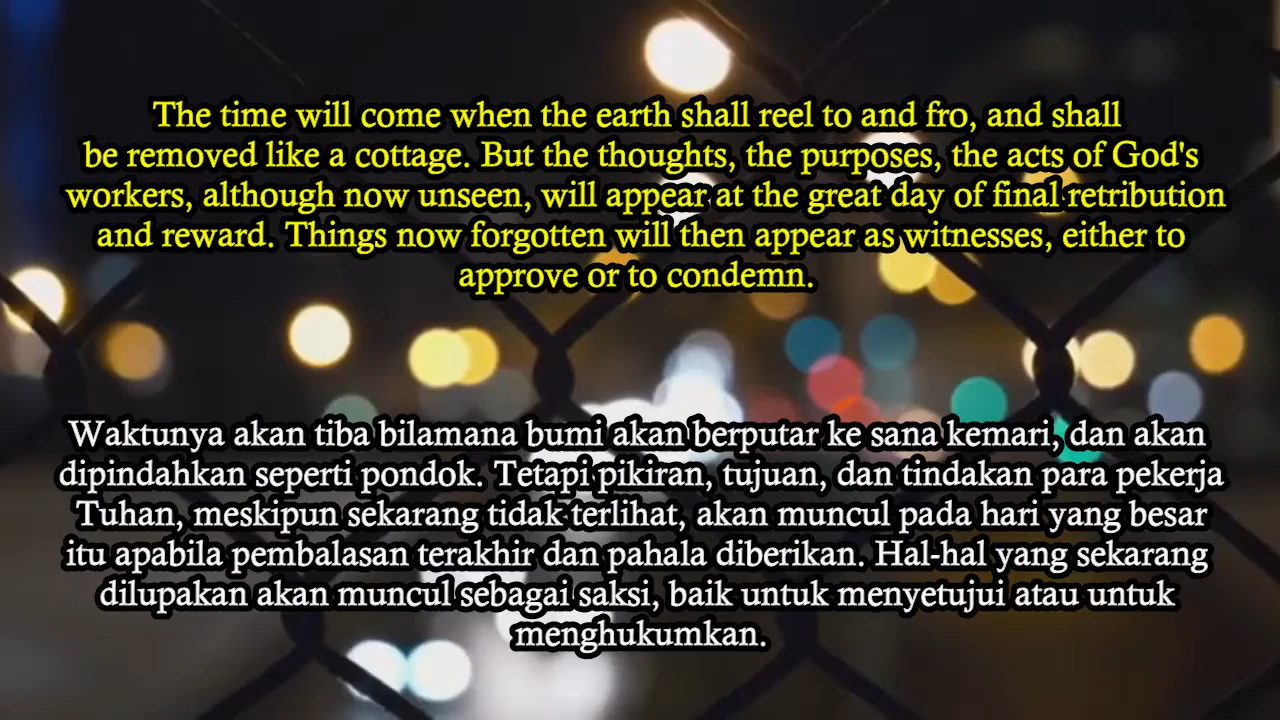 The time will come when the earth shall reel to and fro, and shall
be removed like a cottage. But the thoughts, the purposes, the acts of God's
workers, although now unseen, will appear at the great day of final retribution
and reward. Things now forgotten will then appear as witnesses, either to
approve or to condemn.
Waktunya akan tiba bilamana bumi akan berputar ke sana kemari, dan akan
dipindahkan seperti pondok. Tetapi pikiran, tujuan, dan tindakan para pekerja
Tuhan, meskipun sekarang tidak terlihat, akan muncul pada hari yang besar
itu apabila pembalasan terakhir dan pahala diberikan. Hal-hal yang sekarang
dilupakan akan muncul sebagai saksi, baik untuk menyetujui atau untuk
menghukumkan.